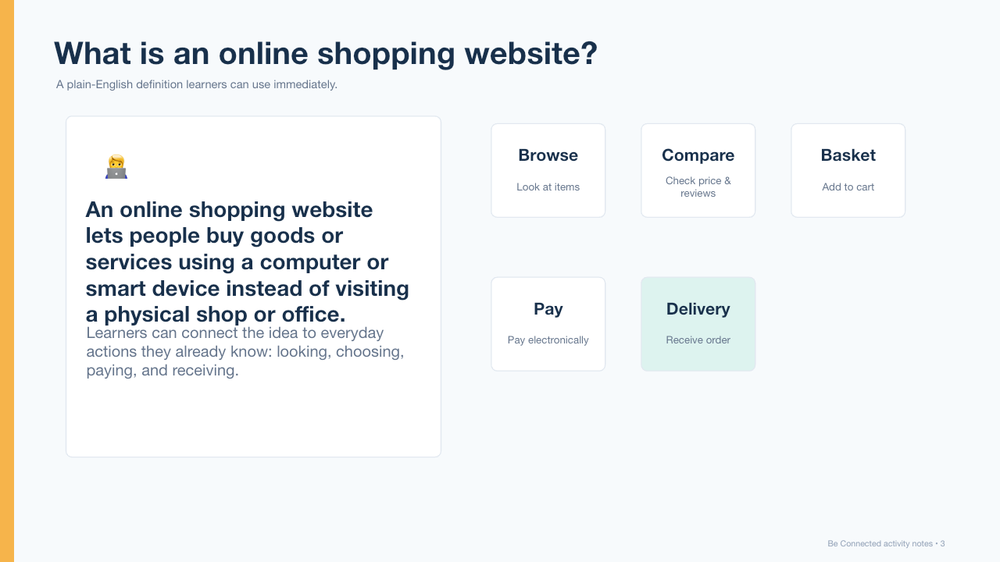 What is an online shopping website?
A plain-English definition learners can use immediately.
An online shopping website
lets people buy goods or
services using a computer or
smart device instead of visiting
a physical shop or office.
Learners can connect the idea to everyday
actions they already know: looking, choosing,
paying, and receiving.
Browse
Look at items
Compare
Check price &
reviews
Basket
Add to cart
Pay
Pay electronically
Delivery
Receive order
Be Connected activity notes • 3